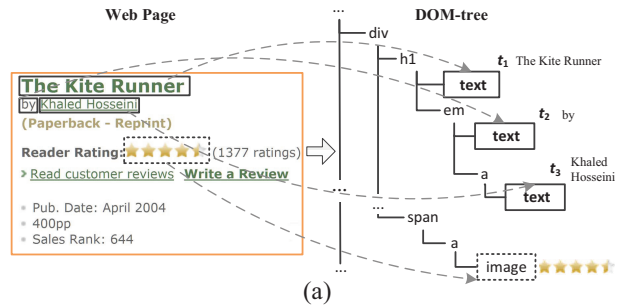 Web Page
The Kite Runner
by Khaled Hosseini
(Paperback - Reprint)
Reader Rating: (1377 ratings)
Read customer reviews Write a Review
Pub. Date: April 2004
400pp
Sales Rank: 644
DOM-tree
...
div
h1
t1 The Kite Runner
text
em
t2 by
text
a
t3 Khaled
Hosseini
text
...
...
span
a
image
...
(a)